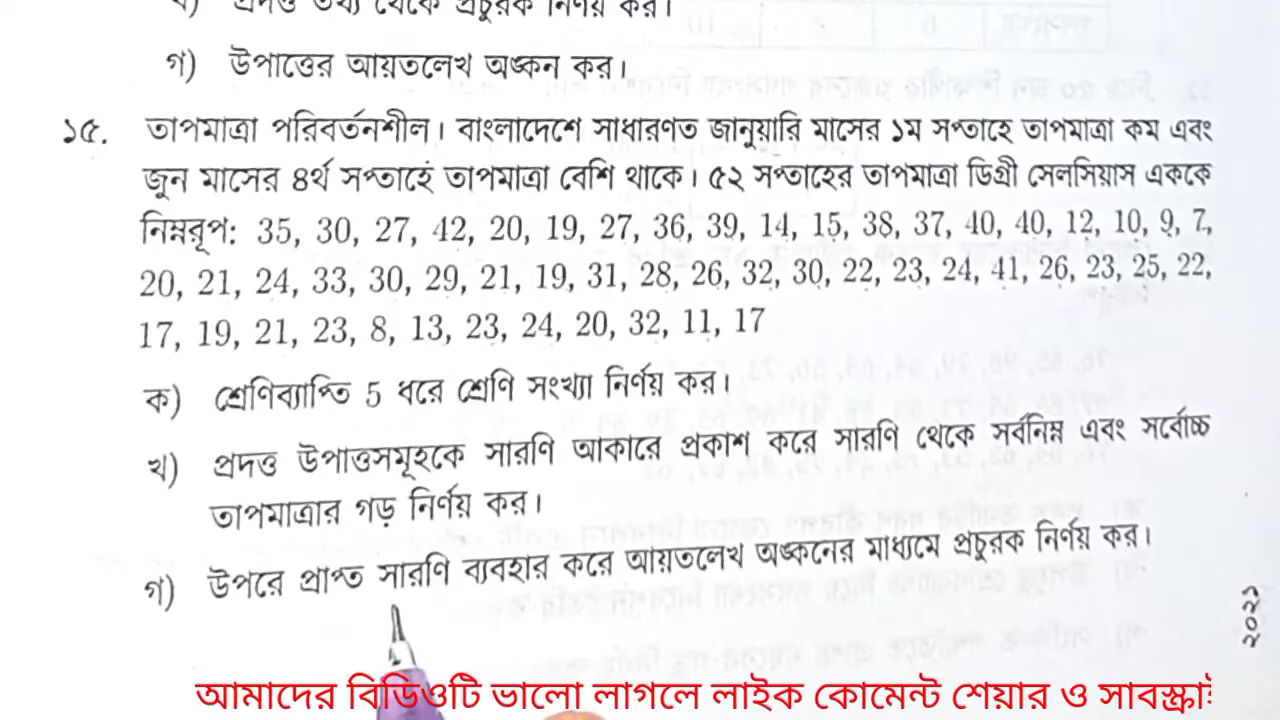 প্রদত্ত তথ্য থেকে প্রচুরক নির্ণয় কর।
গ) উপাত্তের আয়তলেখ অঙ্কন কর।
১৫. তাপমাত্রা পরিবর্তনশীল। বাংলাদেশে সাধারণত জানুয়ারি মাসের ১ম সপ্তাহে তাপমাত্রা কম এবং
জুন মাসের ৪র্থ সপ্তাহে তাপমাত্রা বেশি থাকে। ৫২ সপ্তাহের তাপমাত্রা ডিগ্রী সেলসিয়াস এককে
নিম্নরূপ: 35, 30, 27, 42, 20, 19, 27, 36, 39, 14, 15, 38, 37, 40, 40, 12, 10, 9, 7,
20, 21, 24, 33, 30, 29, 21, 19, 31, 28, 26, 32, 30, 22, 23, 24, 41, 26, 23, 25, 22,
17, 19, 21, 23, 8, 13, 23, 24, 20, 32, 11, 17
ক) শ্রেণিব্যাপ্তি 5 ধরে শ্রেণি সংখ্যা নির্ণয় কর।
খ) প্রদত্ত উপাত্তসমূহকে সারণি আকারে প্রকাশ করে সারণি থেকে সর্বনিম্ন এবং সর্বোচ্চ
তাপমাত্রার গড় নির্ণয় কর।
গ) উপরে প্রাপ্ত সারণি ব্যবহার করে আয়তলেখ অঙ্কনের মাধ্যমে প্রচুরক নির্ণয় কর।
২০২১
আমাদের বিডিওটি ভালো লাগলে লাইক কোমেন্ট শেয়ার ও সাবস্ক্রাই